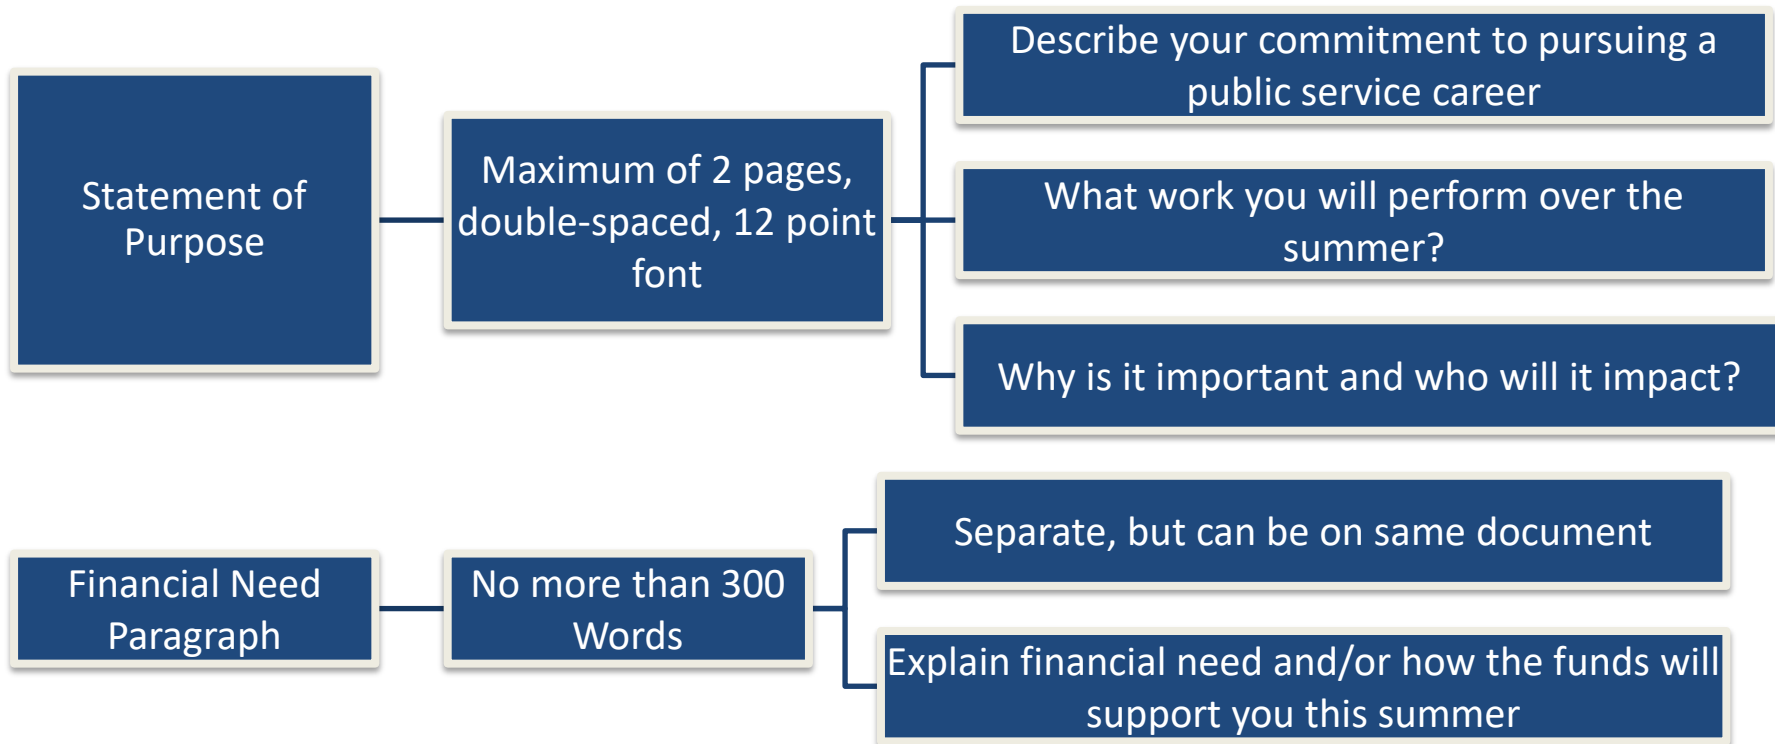 Statement of
Purpose
Maximum of 2 pages,
double-spaced, 12 point
font
Describe your commitment to pursuing a
public service career
What work you will perform over the
summer?
Why is it important and who will it impact?
Financial Need
Paragraph
No more than 300
Words
Separate, but can be on same document
Explain financial need and/or how the funds will
support you this summer